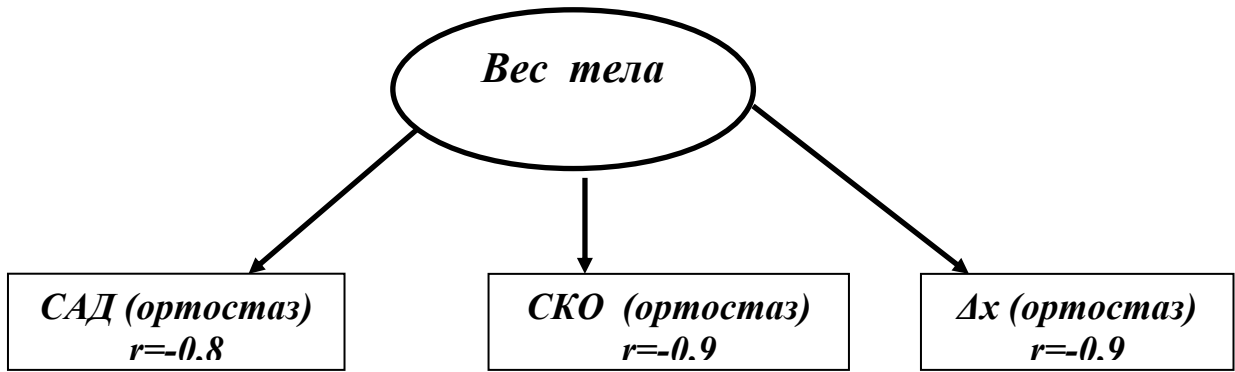 Вес тела
САД (ортостаз)
r=-0,8
СКО (ортостаз)
r=-0,9
Δх (ортостаз)
r=-0,9